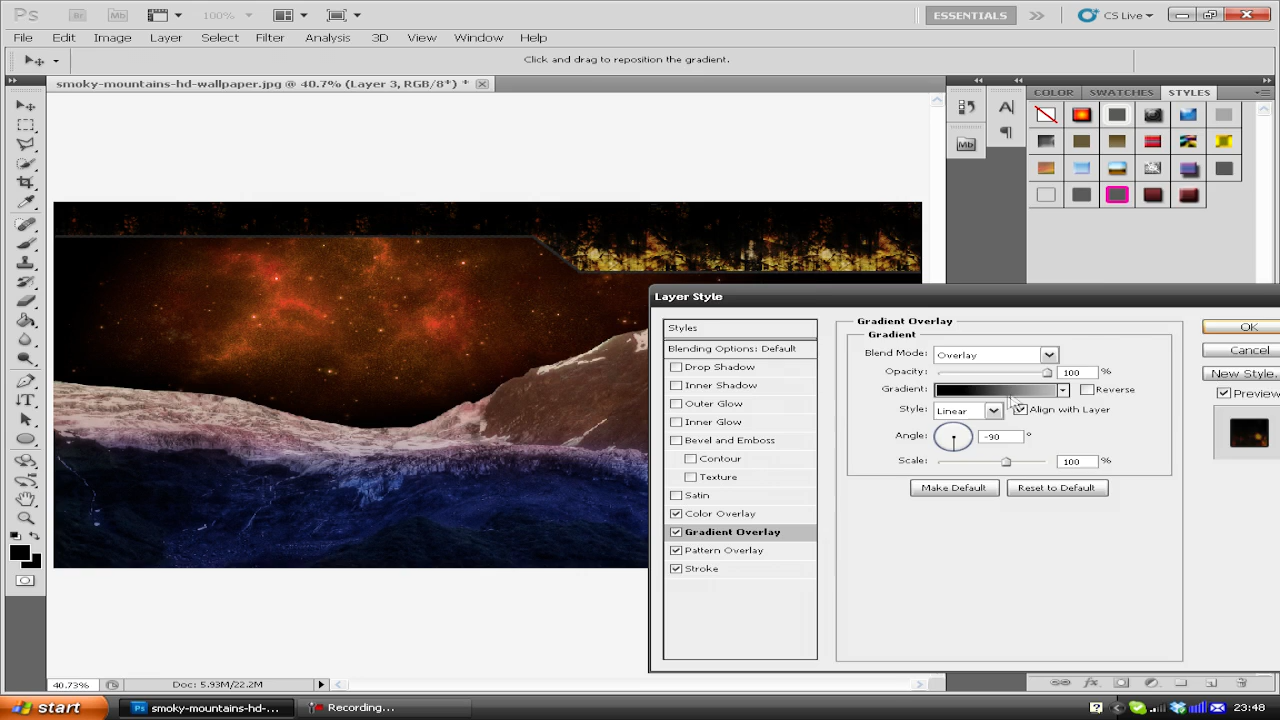 Ps
Br
Mb
100%
ESSENTIALS
CS Live
File Edit Image Layer Select Filter Analysis 3D View Window Help
Click and drag to reposition the gradient.
smoky-mountains-hd-wallpaper.jpg @ 40.7% (Layer 3, RGB/8*) *
COLOR
SWATCHES
STYLES
A
Mb
Layer Style
Styles
Blending Options: Default
Drop Shadow
Inner Shadow
Outer Glow
Inner Glow
Bevel and Emboss
Contour
Texture
Satin
Color Overlay
Gradient Overlay
Pattern Overlay
Stroke
Gradient Overlay
Gradient
Blend Mode: Overlay
Opacity: 100 %
Gradient: Reverse
Style: Linear Align with Layer
Angle: -90 °
Scale: 100 %
Make Default Reset to Default
OK
Cancel
New Style.
Preview
T
40.73%
Doc: 5.93M/22.2M
fx
start
Ps smoky-mountains-hd-...
Recording...
23:48